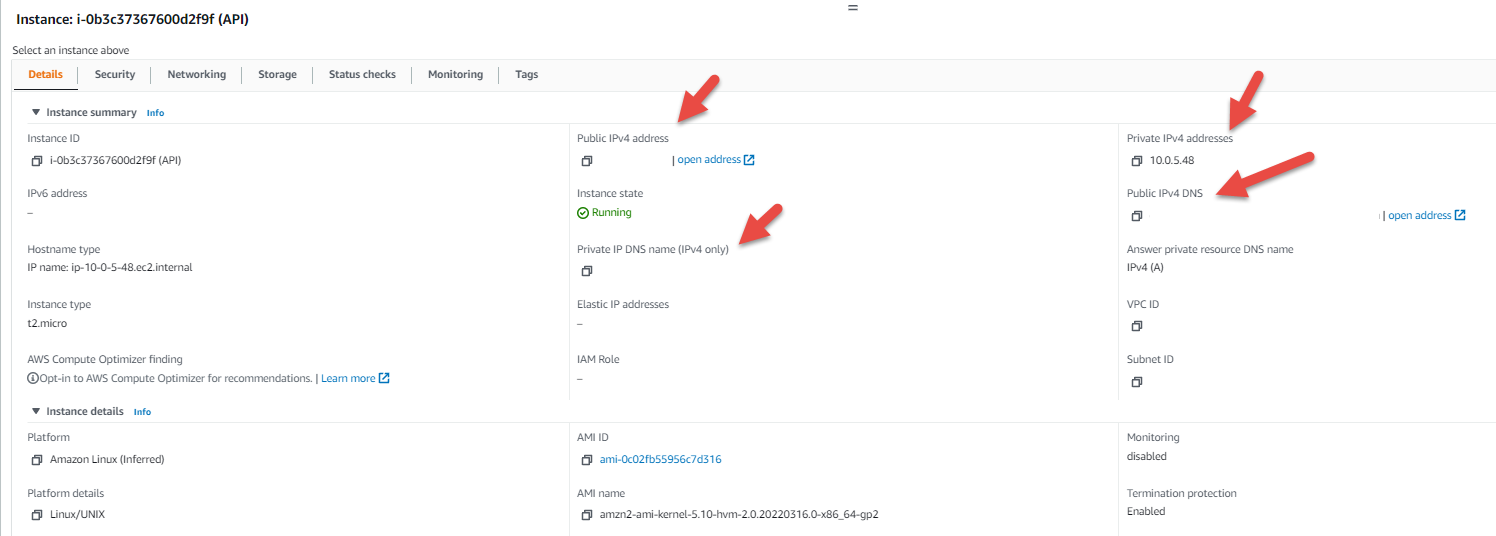 Instance: i-0b3c37367600d2f9f (API)
Select an instance above
Details
Security
Networking
Storage
Status checks
Monitoring
Tags
Instance summary Info
Instance ID
i-0b3c37367600d2f9f (API)
Public IPv4 address
| open address
Private IPv4 addresses
10.0.5.48
IPv6 address
–
Instance state
Running
Public IPv4 DNS
| open address
Hostname type
IP name: ip-10-0-5-48.ec2.internal
Private IP DNS name (IPv4 only)
Answer private resource DNS name
IPv4 (A)
Instance type
t2.micro
Elastic IP addresses
–
VPC ID
AWS Compute Optimizer finding
Opt-in to AWS Compute Optimizer for recommendations. | Learn more
IAM Role
–
Subnet ID
Instance details Info
Platform
Amazon Linux (Inferred)
AMI ID
ami-0c02fb55956c7d316
Monitoring
disabled
Platform details
Linux/UNIX
AMI name
amzn2-ami-kernel-5.10-hvm-2.0.20220316.0-x86_64-gp2
Termination protection
Enabled